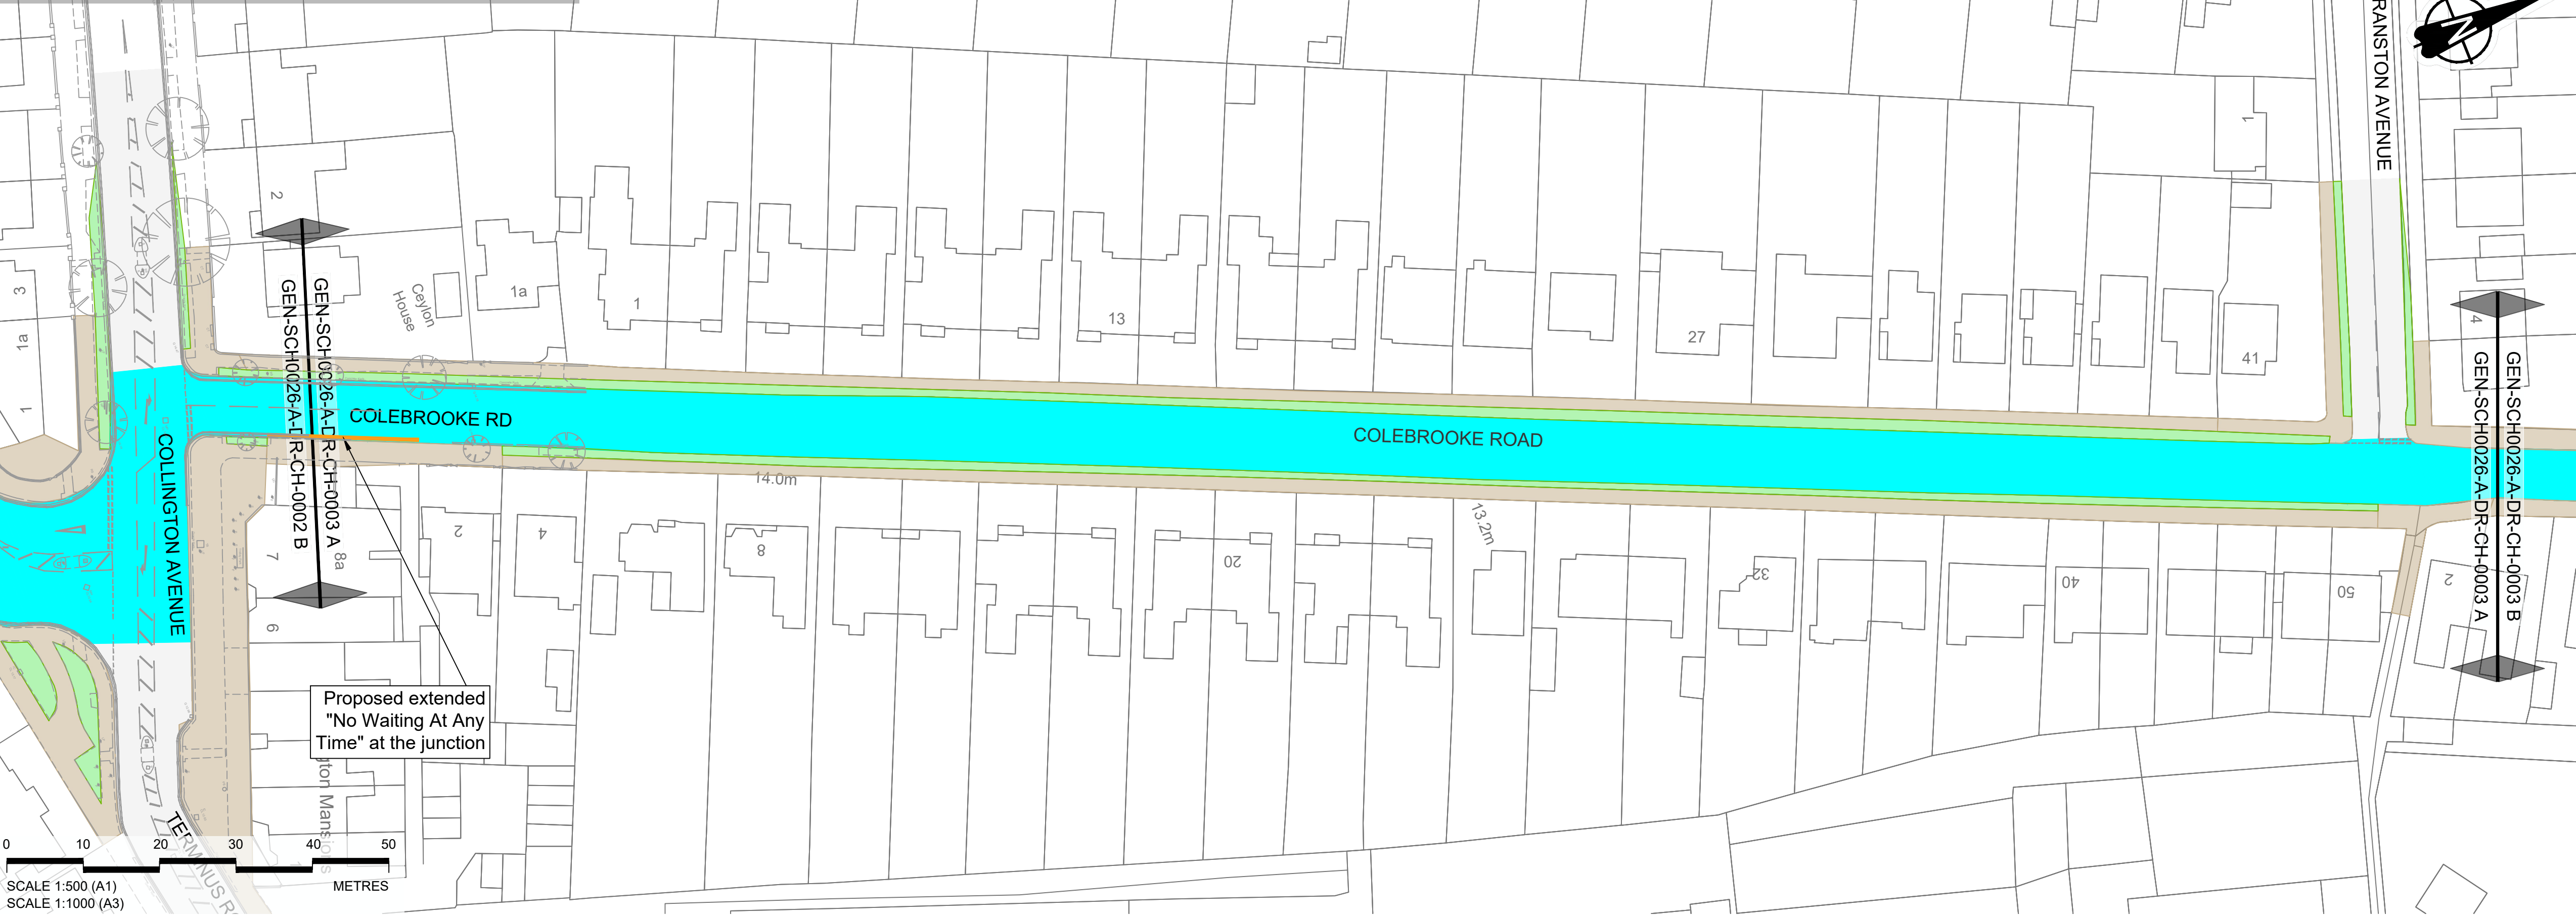 RANSTON AVENUE
N
1
2
3
1a
1
Ceylon
House
1a
1
13
27
41
4
GEN-SCH0026-A-DR-CH-0002 B
GEN-SCH0026-A-DR-CH-0003 A
COLEBROOKE RD
COLEBROOKE ROAD
COLLINGTON AVENUE
GEN-SCH0026-A-DR-CH-0003 A
GEN-SCH0026-A-DR-CH-0003 B
14.0m
13.2m
7
8a
6
2
4
8
20
32
40
50
2
Proposed extended
"No Waiting At Any
Time" at the junction
gton Mansions
TERMINUS R
0 10 20 30 40 50
SCALE 1:500 (A1) METRES
SCALE 1:1000 (A3)